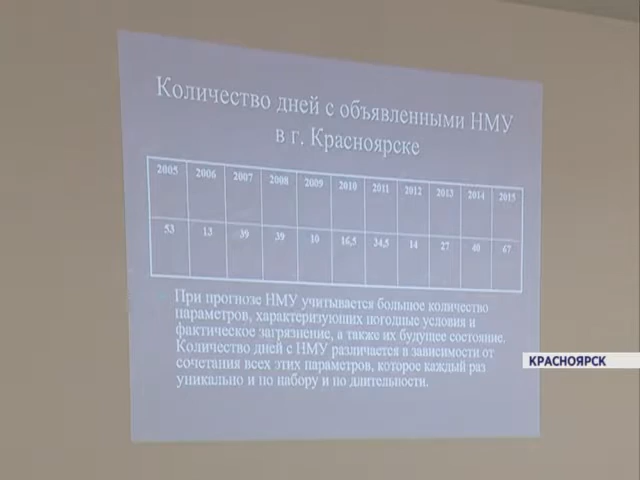 Количество дней с объявленными НМУ
в г. Красноярске
2005 2006 2007 2008 2009 2010 2011 2012 2013 2014 2015
53 13 39 39 10 16,5 34,5 14 27 40 67
При прогнозе НМУ учитывается большое количество
параметров, характеризующих погодные условия и
фактическое загрязнение, а также их будущее состояние.
Количество дней с НМУ различается в зависимости от
сочетания всех этих параметров, которое каждый раз
уникально и по набору и по длительности.
КРАСНОЯРСК